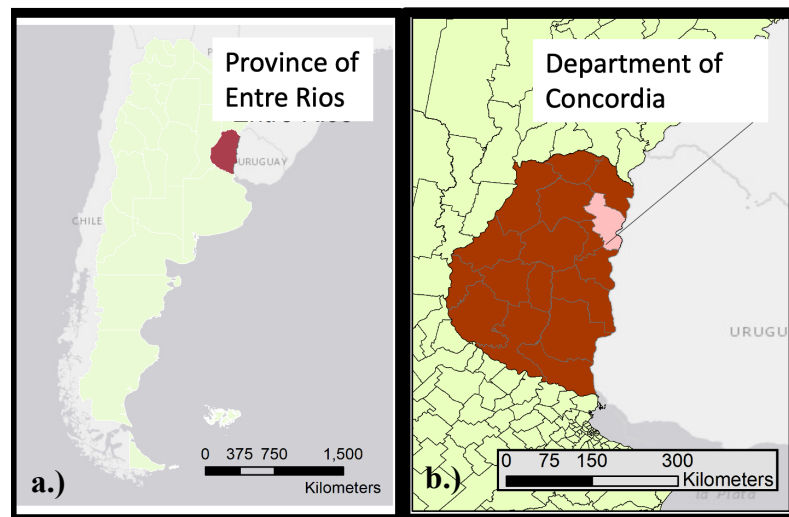 Province of
Entre Rios
URUGUAY
CHILE
0 375 750 1,500
Kilometers
a.)
Department of
Concordia
URUGU
0 75 150 300
Kilometers
b.)
la Plata